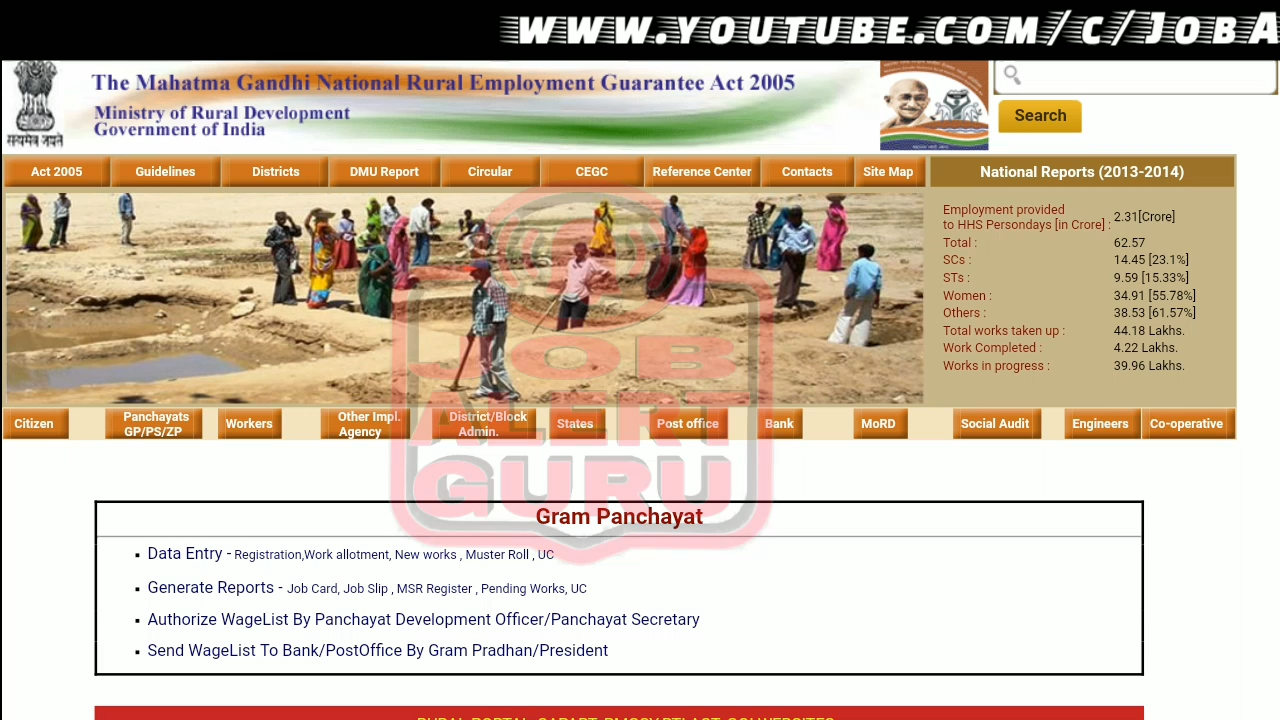 WWW.YOUTUBE.COM/C/JOBA
The Mahatma Gandhi National Rural Employment Guarantee Act 2005
Ministry of Rural Development
Government of India
सत्यमेव जयते
Search
Act 2005 Guidelines Districts DMU Report Circular CEGC Reference Center Contacts Site Map
National Reports (2013-2014)
Employment provided
to HHS Persondays [in Crore] : 2.31[Crore]
Total : 62.57
SCs : 14.45 [23.1%]
STs : 9.59 [15.33%]
Women : 34.91 [55.78%]
Others : 38.53 [61.57%]
Total works taken up : 44.18 Lakhs.
Work Completed : 4.22 Lakhs.
Works in progress : 39.96 Lakhs.
JOB
ALERT
GURU
Citizen Panchayats GP/PS/ZP Workers Other Impl. Agency District/Block Admin. States Post office Bank MoRD Social Audit Engineers Co-operative
Gram Panchayat
Data Entry - Registration,Work allotment, New works , Muster Roll , UC
Generate Reports - Job Card, Job Slip , MSR Register , Pending Works, UC
Authorize WageList By Panchayat Development Officer/Panchayat Secretary
Send WageList To Bank/PostOffice By Gram Pradhan/President